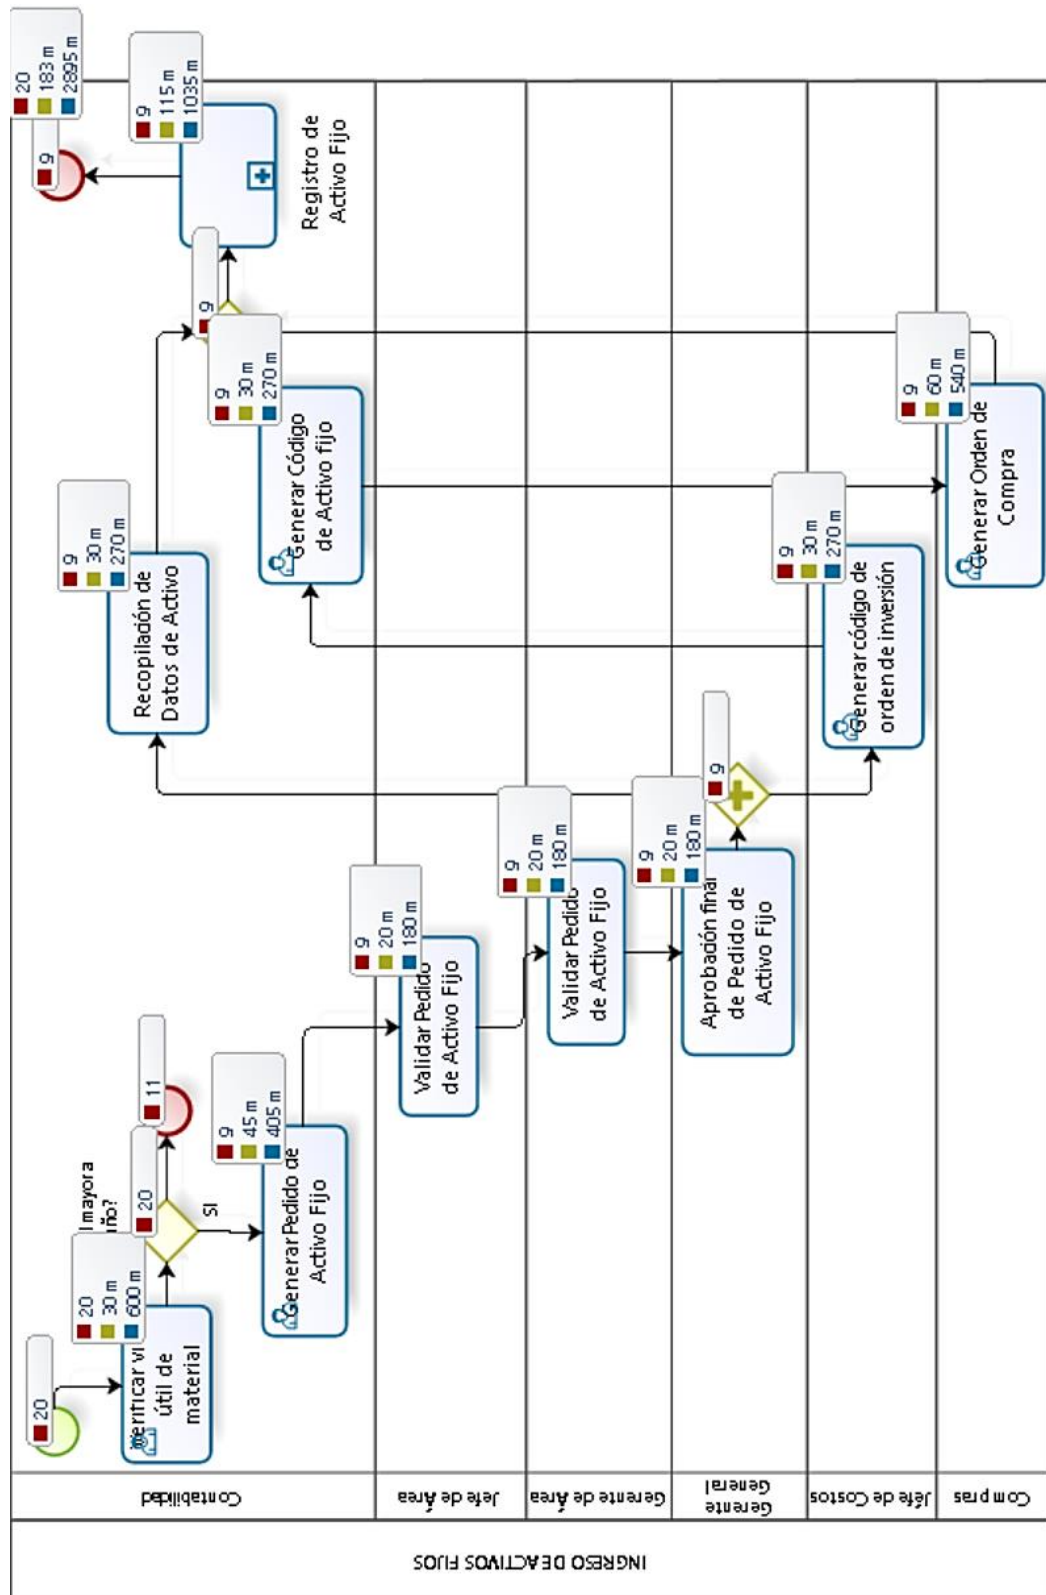 INGRESO DE ACTIVOS FIJOS
Contabilidad
Jefe de Área
Gerente de Área
Gerente
General
Jéfe de Costos
Compras
20
Verificar vi
útil de
material
20
30 m
600 m
l mayor a
ño?
20
11
SI
Generar Pedido de
Activo Fijo
9
45 m
405 m
Validar Pedido
de Activo Fijo
9
20 m
180 m
Validar Pedido
de Activo Fijo
9
20 m
180 m
Aprobación final
de Pedido de
Activo Fijo
9
20 m
180 m
9
Recopilación de
Datos de Activo
9
30 m
270 m
Generar código de
orden de inversión
9
30 m
270 m
Generar Código
de Activo fijo
9
30 m
270 m
Generar Orden de
Compra
9
60 m
540 m
9
Registro de
Activo Fijo
9
115 m
1035 m
9
20
183 m
2895 m